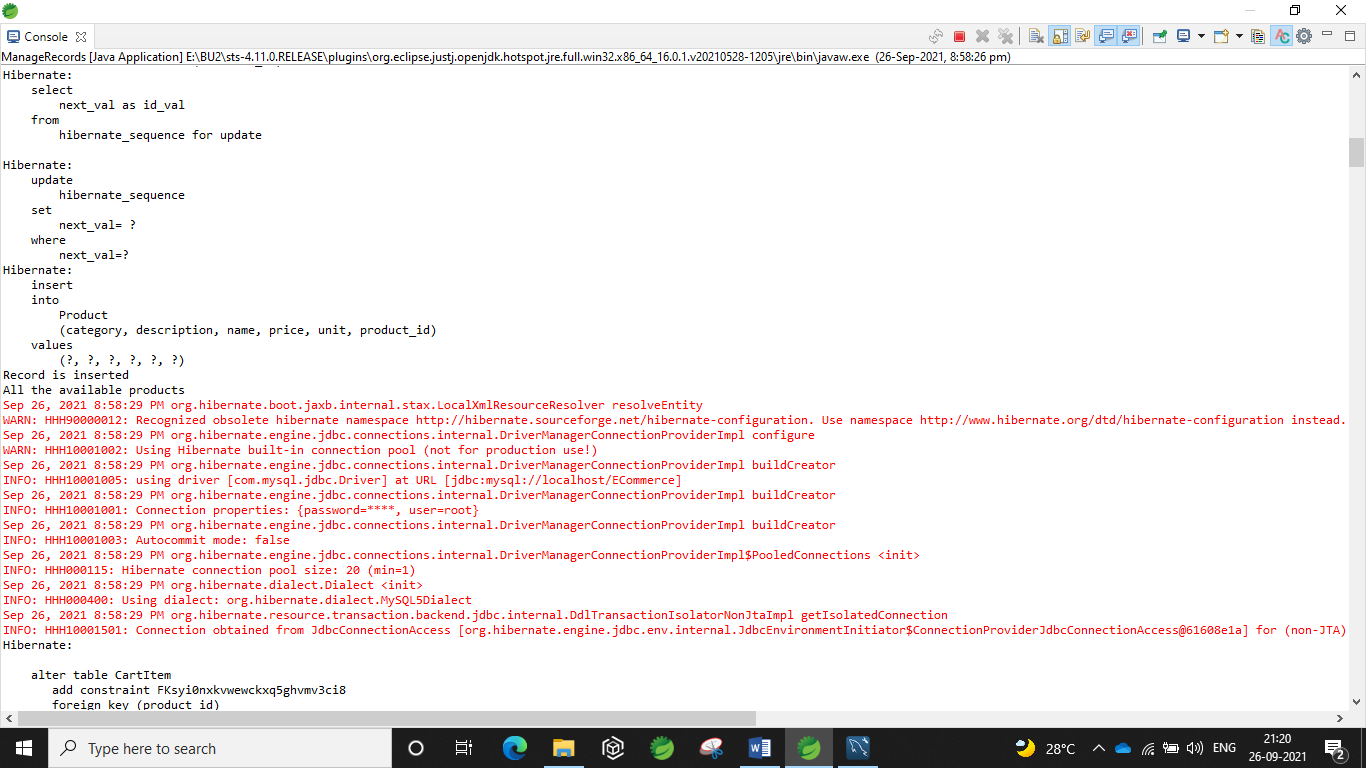 Console
ManageRecords [Java Application] E:\BU2\sts-4.11.0.RELEASE\plugins\org.eclipse.justj.openjdk.hotspot.jre.full.win32.x86_64_16.0.1.v20210528-1205\jre\bin\javaw.exe (26-Sep-2021, 8:58:26 pm)
Hibernate:
select
next_val as id_val
from
hibernate_sequence for update
Hibernate:
update
hibernate_sequence
set
next_val= ?
where
next_val=?
Hibernate:
insert
into
Product
(category, description, name, price, unit, product_id)
values
(?, ?, ?, ?, ?, ?)
Record is inserted
All the available products
Sep 26, 2021 8:58:29 PM org.hibernate.boot.jaxb.internal.stax.LocalXmlResourceResolver resolveEntity
WARN: HHH90000012: Recognized obsolete hibernate namespace http://hibernate.sourceforge.net/hibernate-configuration. Use namespace http://www.hibernate.org/dtd/hibernate-configuration instead.
Sep 26, 2021 8:58:29 PM org.hibernate.engine.jdbc.connections.internal.DriverManagerConnectionProviderImpl configure
WARN: HHH10001002: Using Hibernate built-in connection pool (not for production use!)
Sep 26, 2021 8:58:29 PM org.hibernate.engine.jdbc.connections.internal.DriverManagerConnectionProviderImpl buildCreator
INFO: HHH10001005: using driver [com.mysql.jdbc.Driver] at URL [jdbc:mysql://localhost/ECommerce]
Sep 26, 2021 8:58:29 PM org.hibernate.engine.jdbc.connections.internal.DriverManagerConnectionProviderImpl buildCreator
INFO: HHH10001001: Connection properties: {password=****, user=root}
Sep 26, 2021 8:58:29 PM org.hibernate.engine.jdbc.connections.internal.DriverManagerConnectionProviderImpl buildCreator
INFO: HHH10001003: Autocommit mode: false
Sep 26, 2021 8:58:29 PM org.hibernate.engine.jdbc.connections.internal.DriverManagerConnectionProviderImpl$PooledConnections <init>
INFO: HHH000115: Hibernate connection pool size: 20 (min=1)
Sep 26, 2021 8:58:29 PM org.hibernate.dialect.Dialect <init>
INFO: HHH000400: Using dialect: org.hibernate.dialect.MySQL5Dialect
Sep 26, 2021 8:58:29 PM org.hibernate.resource.transaction.backend.jdbc.internal.DdlTransactionIsolatorNonJtaImpl getIsolatedConnection
INFO: HHH10001501: Connection obtained from JdbcConnectionAccess [org.hibernate.engine.jdbc.env.internal.JdbcEnvironmentInitiator$ConnectionProviderJdbcConnectionAccess@61608e1a] for (non-JTA)
Hibernate:
alter table CartItem
add constraint FKsyi0nxkvwewckxq5ghvmv3ci8
foreign key (product_id)
Type here to search
28°C
ENG
21:20
26-09-2021
2